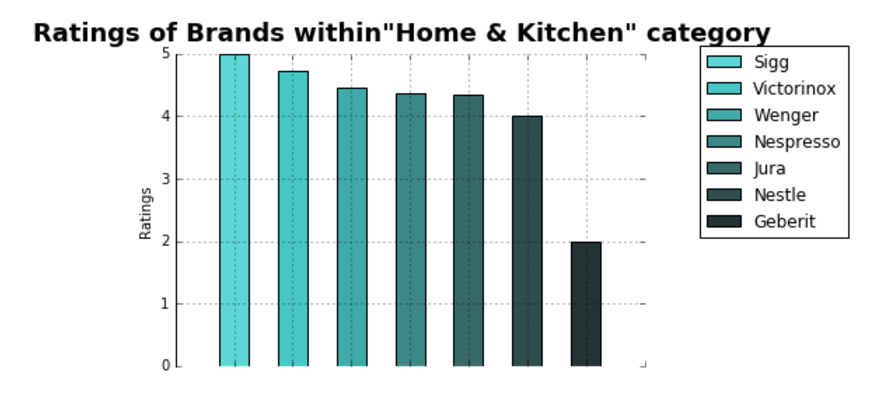 Ratings of Brands within"Home & Kitchen" category
5
4
3
2
1
0
Ratings
Sigg
Victorinox
Wenger
Nespresso
Jura
Nestle
Geberit